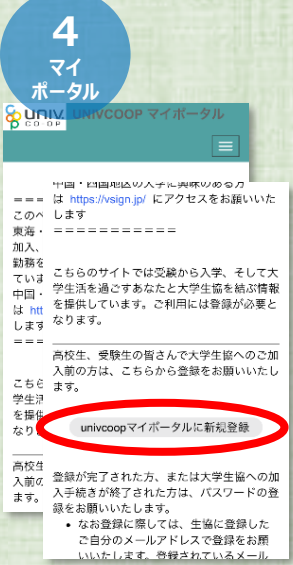 4
マイ
ポータル
univ.
CO-OP
UNIVCOOP マイポータル
中国・四国地区の大学に興味のある方
は https://vsign.jp/ にアクセスをお願いいた
します
===========
こちらのサイトでは受験から入学、そして大
学生活を過ごすあなたと大学生協を結ぶ情報
を提供しています。ご利用には登録が必要と
なります。
高校生、受験生の皆さんで大学生協へのご加
入前の方は、こちらから登録をお願いいたし
ます。
univcoopマイポータルに新規登録
登録が完了された方、または大学生協への加
入手続きが終了された方は、パスワードの登
録をお願いいたします。
• なお登録に際しては、生協に登録した
ご自分のメールアドレスで登録をお願
いいたします。登録されているメール
===
このペ
東海・
加入、
勤務を
ていま
中国・
は htt
します
===
こちら
学生活
を提供
なり
高校生
入前の
ます。